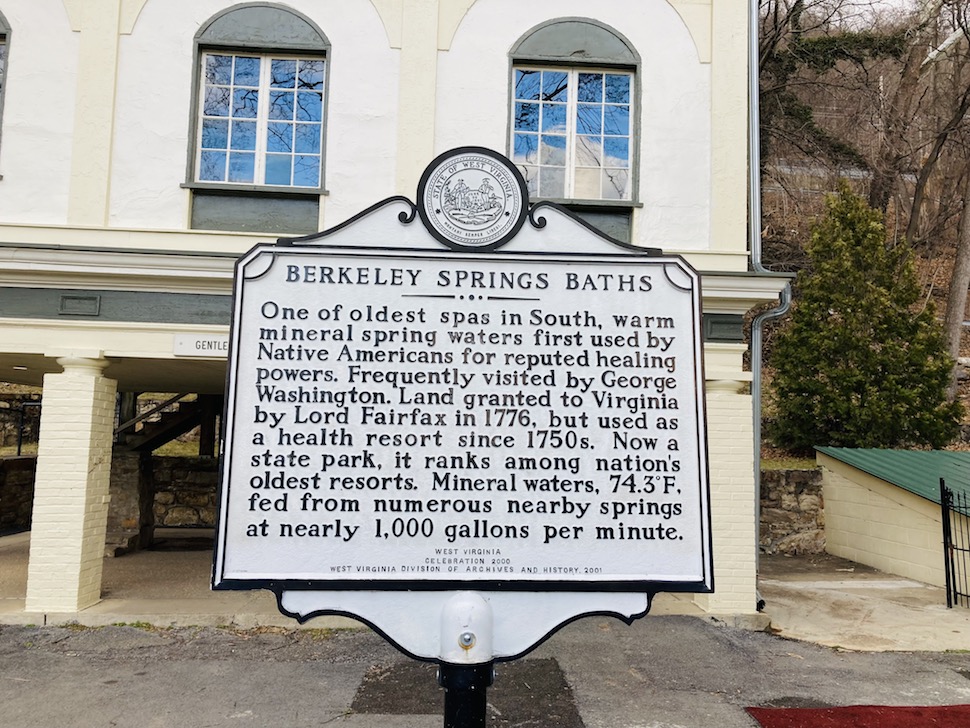 STATE OF WEST VIRGINIA
MONTANI SEMPER LIBERI
BERKELEY SPRINGS BATHS
One of oldest spas in South, warm
mineral spring waters first used by
Native Americans for reputed healing
powers. Frequently visited by George
Washington. Land granted to Virginia
by Lord Fairfax in 1776, but used as
a health resort since 1750s. Now a
state park, it ranks among nation's
oldest resorts. Mineral waters, 74.3°F,
fed from numerous nearby springs
at nearly 1,000 gallons per minute.
WEST VIRGINIA
CELEBRATION 2000
WEST VIRGINIA DIVISION OF ARCHIVES AND HISTORY, 2001
GENTLE